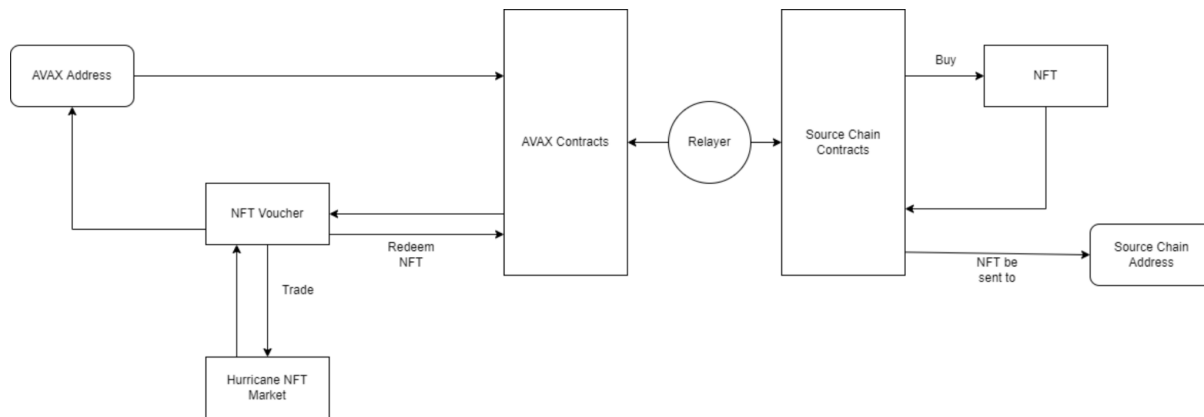 Buy
AVAX Address
NFT
AVAX Contracts
Relayer
Source Chain
Contracts
NFT Voucher
Redeem
NFT
Source Chain
Address
NFT be
sent to
Trade
Hurricane NFT
Market